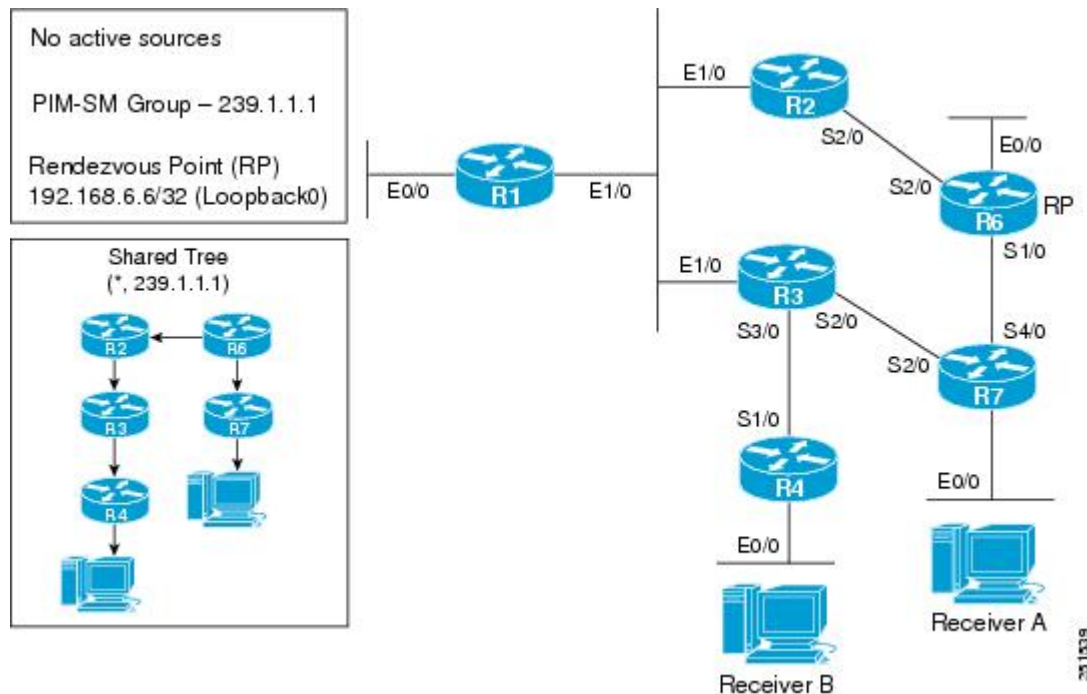 No active sources
PIM-SM Group – 239.1.1.1
Rendezvous Point (RP)
192.168.6.6/32 (Loopback0)
Shared Tree
(*, 239.1.1.1)
R2
R6
R3
R7
R4
E0/0
R1
E1/0
E1/0
R2
S2/0
E0/0
S2/0
R6
RP
S1/0
E1/0
R3
S3/0
S2/0
S4/0
S2/0
R7
S1/0
R4
E0/0
E0/0
Receiver A
Receiver B
251539